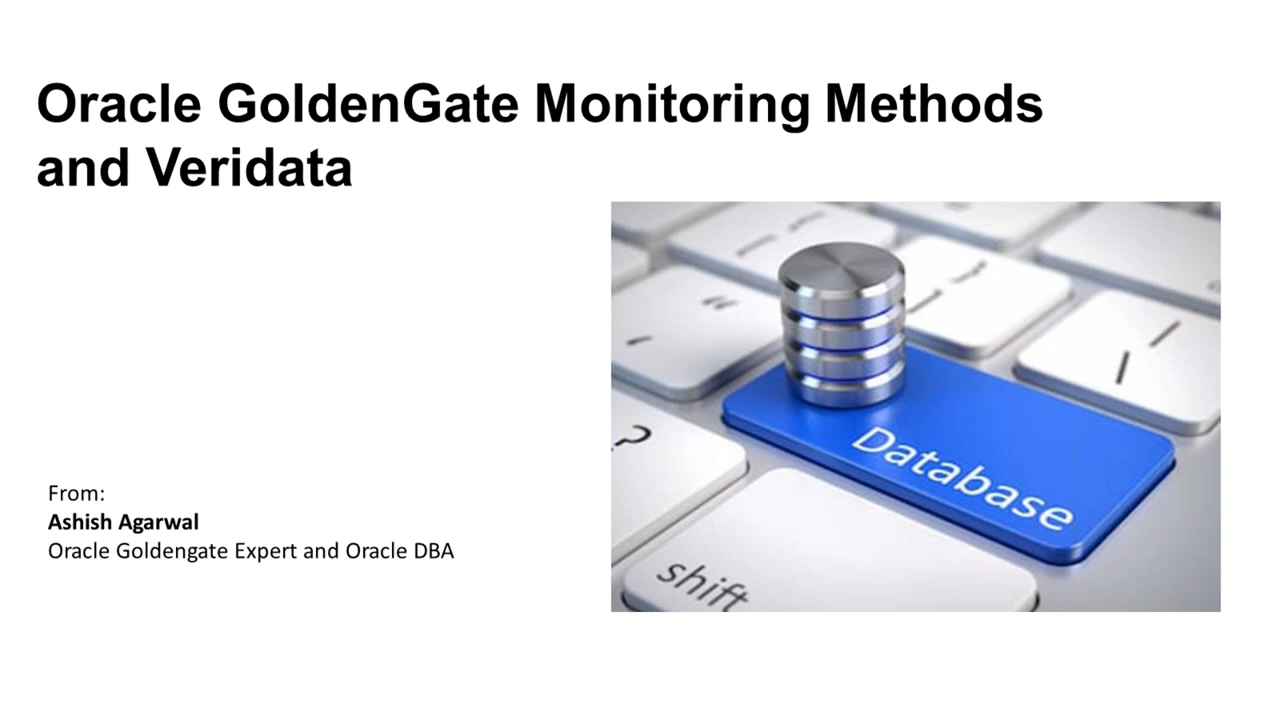 Oracle GoldenGate Monitoring Methods
and Veridata
From:
Ashish Agarwal
Oracle Goldengate Expert and Oracle DBA
?
Database
shift